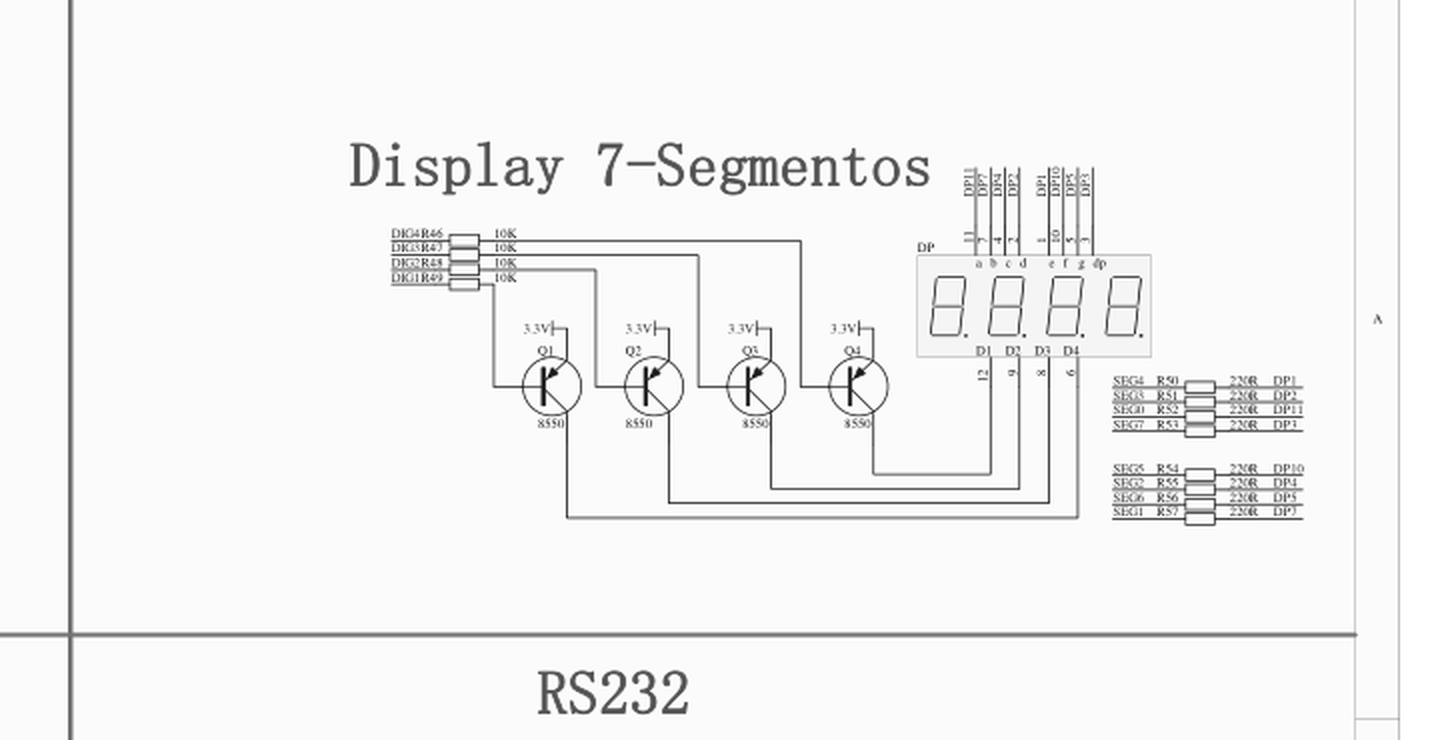 Display 7-Segmentos
DP11 DP7 DP4 DP2 DP1 DP10 DP5 DP3
11 7 4 2 1 10 5 3
DIG4 R46 10K
DIG3 R47 10K
DIG2 R48 10K
DIG1 R49 10K
DP
a b c d e f g dp
3.3V 3.3V 3.3V 3.3V
Q1 Q2 Q3 Q4
8550 8550 8550 8550
D1 D2 D3 D4
12 9 8 6
SEG4 R50 220R DP1
SEG3 R51 220R DP2
SEG0 R52 220R DP11
SEG7 R53 220R DP3
SEG5 R54 220R DP10
SEG2 R55 220R DP4
SEG6 R56 220R DP5
SEG1 R57 220R DP7
A
RS232